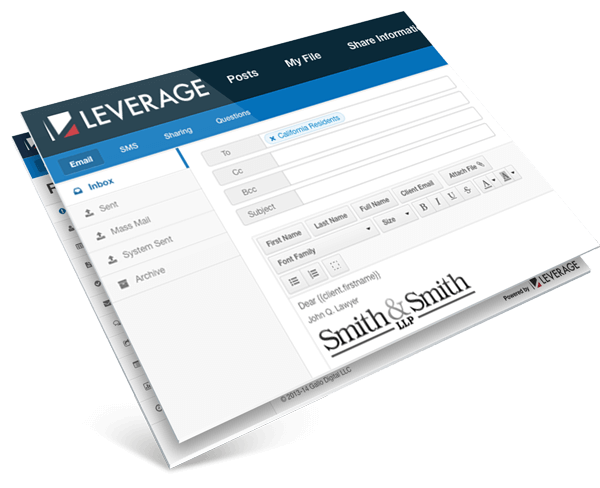 LEVERAGE
Posts
My File
Share Informati
Email
SMS
Sharing
Questions
Inbox
Sent
Mass Mail
System Sent
Archive
To
× California Residents
Cc
Bcc
Subject
First Name
Last Name
Full Name
Client Email
Attach File
Font Family
Size
B I U S A A
Dear {{client.firstname}}
John Q. Lawyer
Smith & Smith
LLP
F
© 2013-14 Gallo Digital LLC
Powered by LEVERAGE